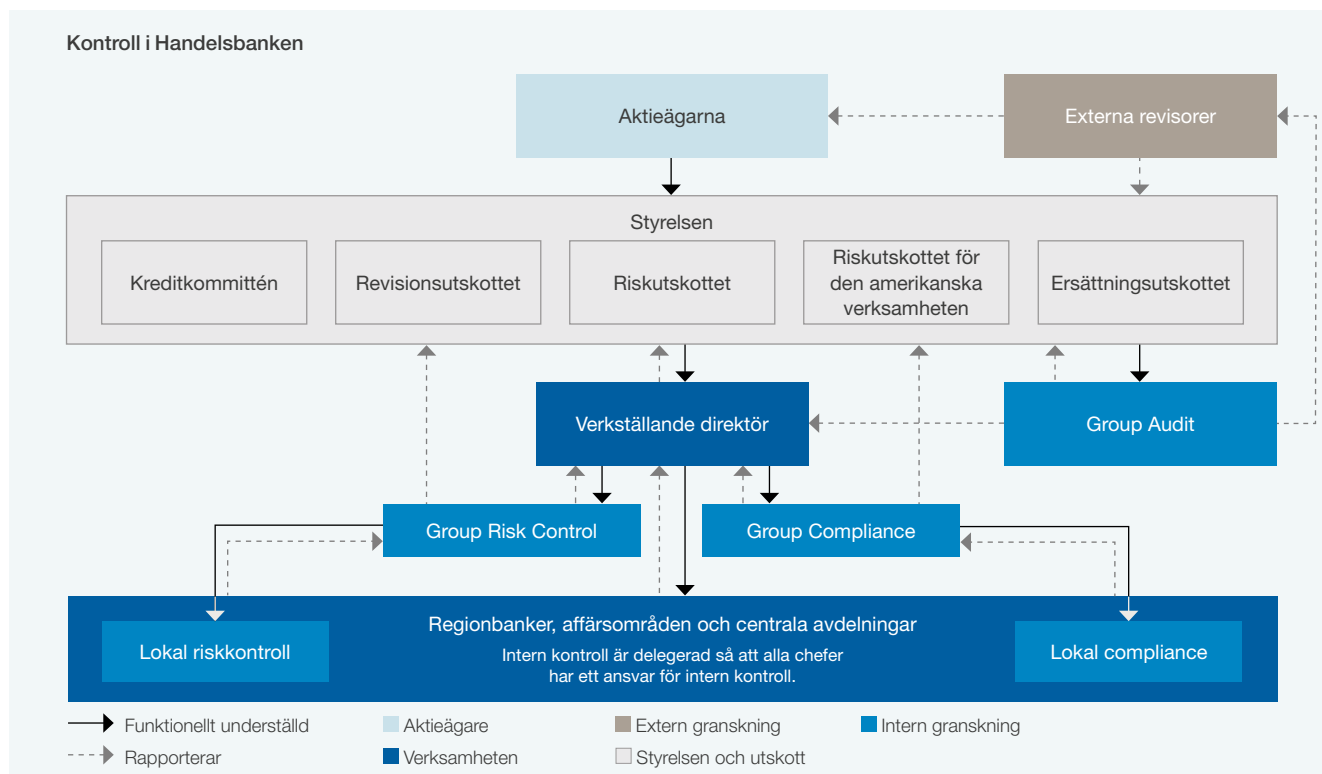 Kontroll i Handelsbanken
Aktieägarna
Externa revisorer
Styrelsen
Kreditkommittén
Revisionsutskottet
Riskutskottet
Riskutskottet för
den amerikanska
verksamheten
Ersättningsutskottet
Verkställande direktör
Group Audit
Group Risk Control
Group Compliance
Regionbanker, affärsområden och centrala avdelningar
Intern kontroll är delegerad så att alla chefer
har ett ansvar för intern kontroll.
Lokal riskkontroll
Lokal compliance
Funktionellt underställd
Aktieägare
Extern granskning
Intern granskning
Rapporterar
Verksamheten
Styrelsen och utskott